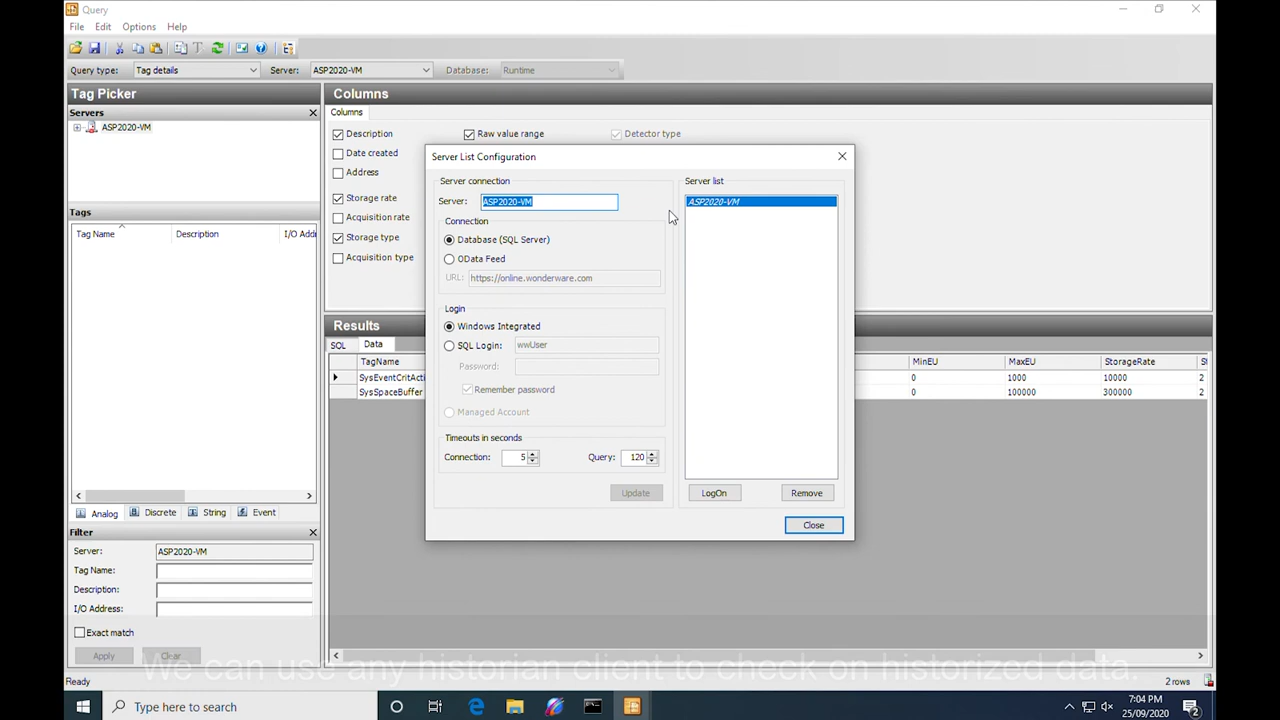 Query
File Edit Options Help
Query type: Tag details Server: ASP2020-VM Database: Runtime
Tag Picker
Servers
ASP2020-VM
Tags
Tag Name Description I/O Addr
Analog Discrete String Event
Filter
Server: ASP2020-VM
Tag Name:
Description:
I/O Address:
Exact match
Apply Clear
Columns
Columns
Description Raw value range Detector type
Date created
Address
Storage rate
Acquisition rate
Storage type
Acquisition type
Results
SQL Data
TagName MinEU MaxEU StorageRate
SysEventCritActi 0 1000 10000 2
SysSpaceBuffer 0 100000 300000 2
Server List Configuration
Server connection
Server: ASP2020-VM
Connection
Database (SQL Server)
OData Feed
URL: https://online.wonderware.com
Login
Windows Integrated
SQL Login: wwUser
Password:
Remember password
Managed Account
Timeouts in seconds
Connection: 5 Query: 120
Update
Server list
ASP2020-VM
LogOn Remove
Close
We can use any historian client to check on historized data.
Ready 2 rows
Type here to search
7:04 PM
25/09/2020
2